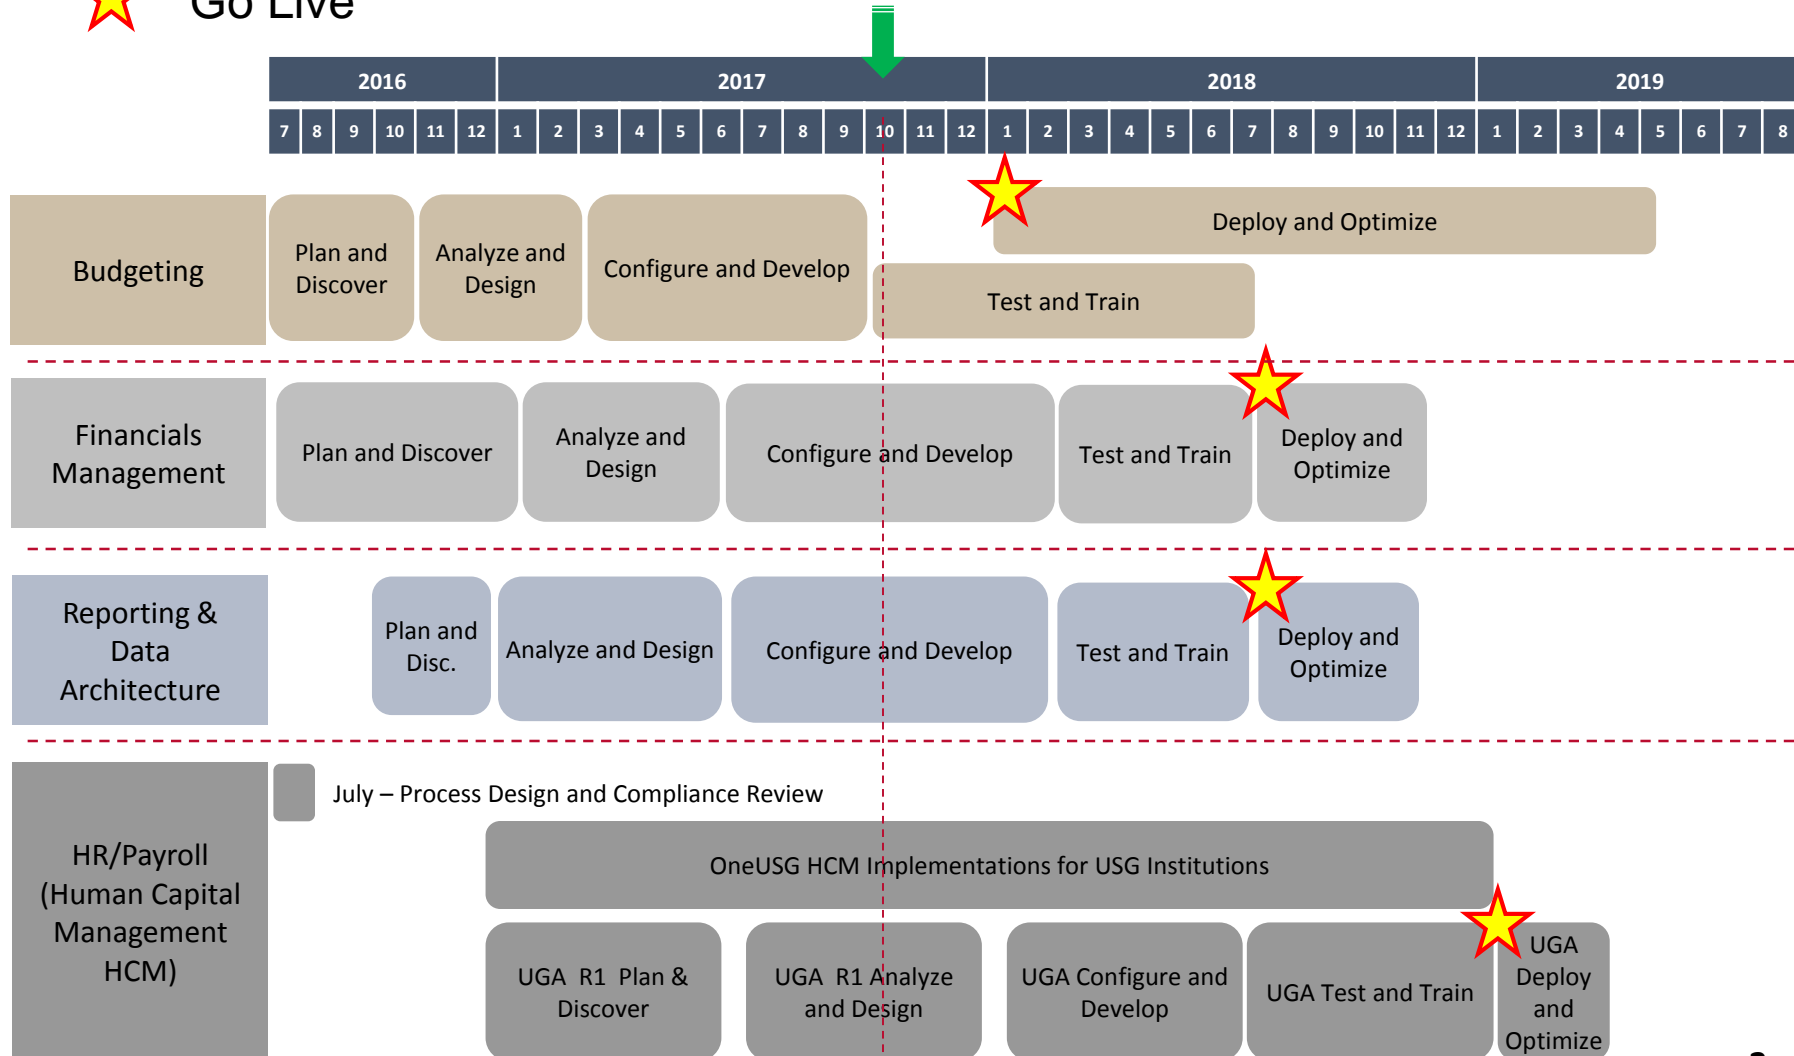 Go Live
2016 2017 2018 2019
7 8 9 10 11 12 1 2 3 4 5 6 7 8 9 10 11 12 1 2 3 4 5 6 7 8 9 10 11 12 1 2 3 4 5 6 7 8
Budgeting
Plan and
Discover
Analyze and
Design
Configure and Develop
Deploy and Optimize
Test and Train
Financials
Management
Plan and Discover
Analyze and
Design
Configure and Develop
Test and Train
Deploy and
Optimize
Reporting &
Data
Architecture
Plan and
Disc.
Analyze and Design
Configure and Develop
Test and Train
Deploy and
Optimize
HR/Payroll
(Human Capital
Management
HCM)
July – Process Design and Compliance Review
OneUSG HCM Implementations for USG Institutions
UGA R1 Plan &
Discover
UGA R1 Analyze
and Design
UGA Configure and
Develop
UGA Test and Train
UGA
Deploy
and
Optimize